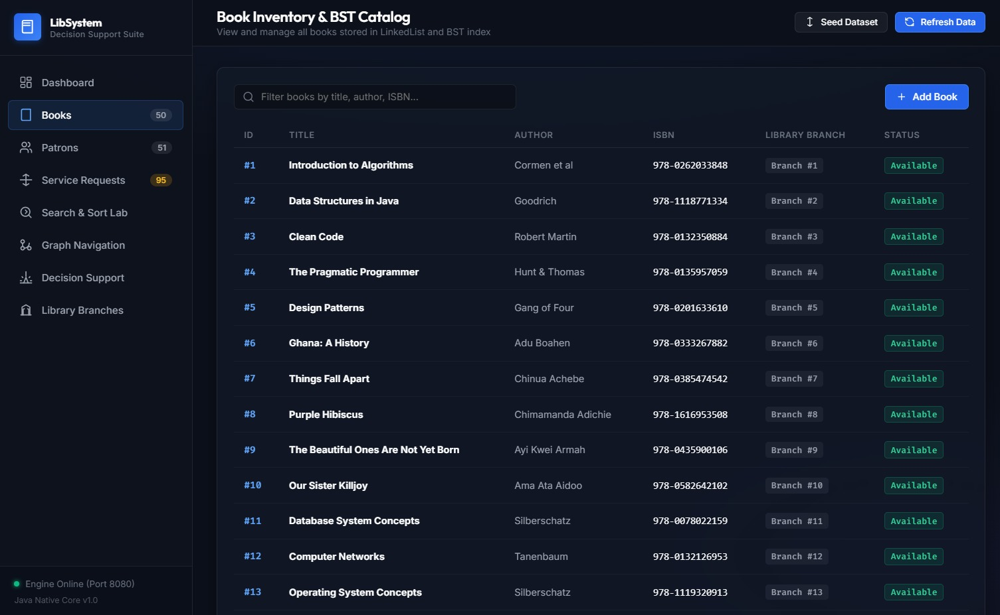 LibSystem
Decision Support Suite
Dashboard
Books 50
Patrons 51
Service Requests 95
Search & Sort Lab
Graph Navigation
Decision Support
Library Branches
Engine Online (Port 8080)
Java Native Core v1.0
Book Inventory & BST Catalog
View and manage all books stored in LinkedList and BST index
Seed Dataset
Refresh Data
Filter books by title, author, ISBN...
Add Book
ID TITLE AUTHOR ISBN LIBRARY BRANCH STATUS
#1 Introduction to Algorithms Cormen et al 978-0262033848 Branch #1 Available
#2 Data Structures in Java Goodrich 978-1118771334 Branch #2 Available
#3 Clean Code Robert Martin 978-0132350884 Branch #3 Available
#4 The Pragmatic Programmer Hunt & Thomas 978-0135957059 Branch #4 Available
#5 Design Patterns Gang of Four 978-0201633610 Branch #5 Available
#6 Ghana: A History Adu Boahen 978-0333267882 Branch #6 Available
#7 Things Fall Apart Chinua Achebe 978-0385474542 Branch #7 Available
#8 Purple Hibiscus Chimamanda Adichie 978-1616953508 Branch #8 Available
#9 The Beautiful Ones Are Not Yet Born Ayi Kwei Armah 978-0435900106 Branch #9 Available
#10 Our Sister Killjoy Ama Ata Aidoo 978-0582642102 Branch #10 Available
#11 Database System Concepts Silberschatz 978-0078022159 Branch #11 Available
#12 Computer Networks Tanenbaum 978-0132126953 Branch #12 Available
#13 Operating System Concepts Silberschatz 978-1119320913 Branch #13 Available